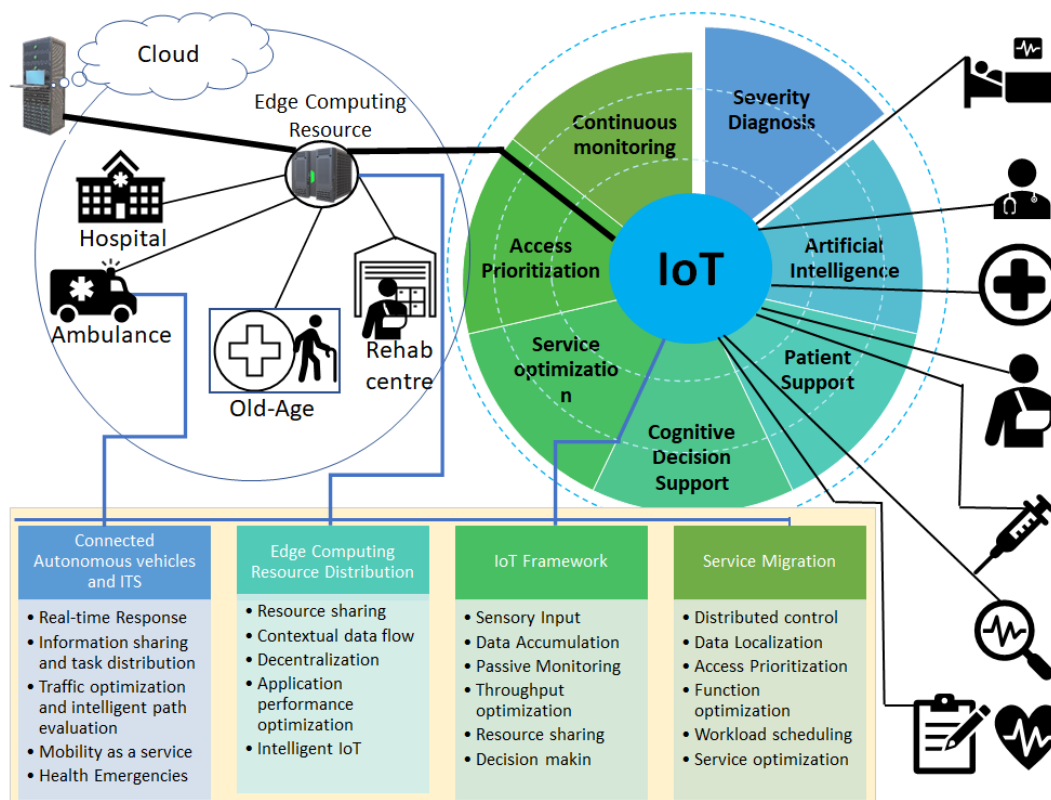 Cloud
Edge Computing
Resource
Hospital
Ambulance
Old-Age
Rehab
centre
Continuous
monitoring
Severity
Diagnosis
Access
Prioritization
IoT
Artificial
Intelligence
Service
optimizatio
n
Patient
Support
Cognitive
Decision
Support
Connected
Autonomous vehicles
and ITS
• Real-time Response
• Information sharing
and task distribution
• Traffic optimization
and intelligent path
evaluation
• Mobility as a service
• Health Emergencies
Edge Computing
Resource Distribution
• Resource sharing
• Contextual data flow
• Decentralization
• Application
performance
optimization
• Intelligent IoT
IoT Framework
• Sensory Input
• Data Accumulation
• Passive Monitoring
• Throughput
optimization
• Resource sharing
• Decision makin
Service Migration
• Distributed control
• Data Localization
• Access Prioritization
• Function
optimization
• Workload scheduling
• Service optimization